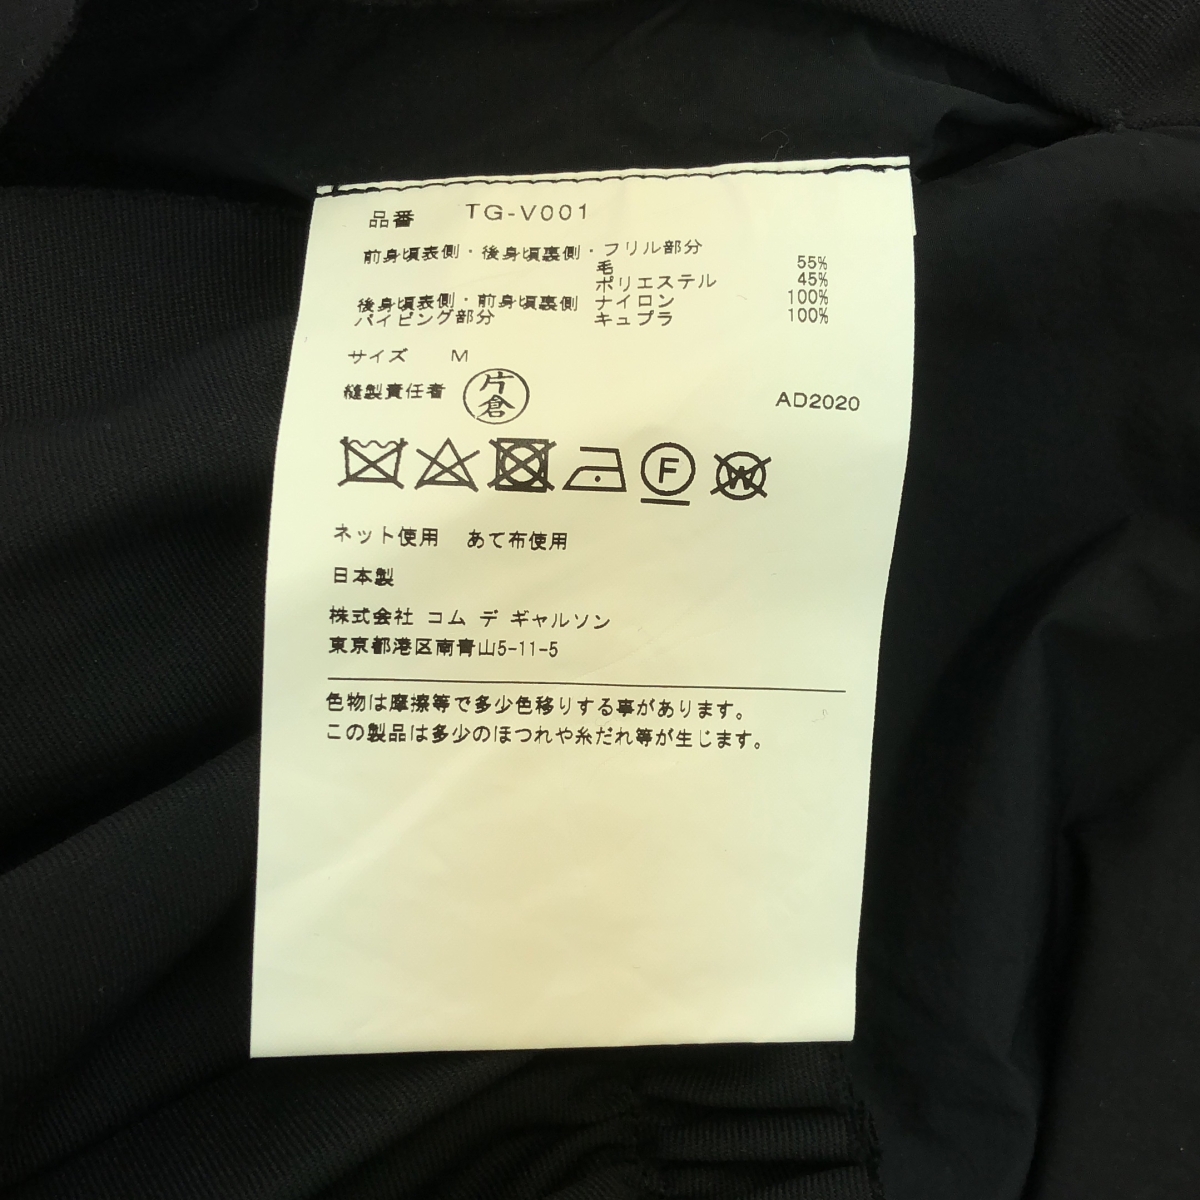 品番 TG-V001
前身頃表側・後身頃裏側・フリル部分
毛 55%
ポリエステル 45%
後身頃表側・前身頃裏側 ナイロン 100%
パイピング部分 キュプラ 100%
サイズ M
縫製責任者 片倉 AD2020
F W
ネット使用 あて布使用
日本製
株式会社 コム デ ギャルソン
東京都港区南青山5-11-5
色物は摩擦等で多少色移りする事があります。
この製品は多少のほつれや糸だれ等が生じます。